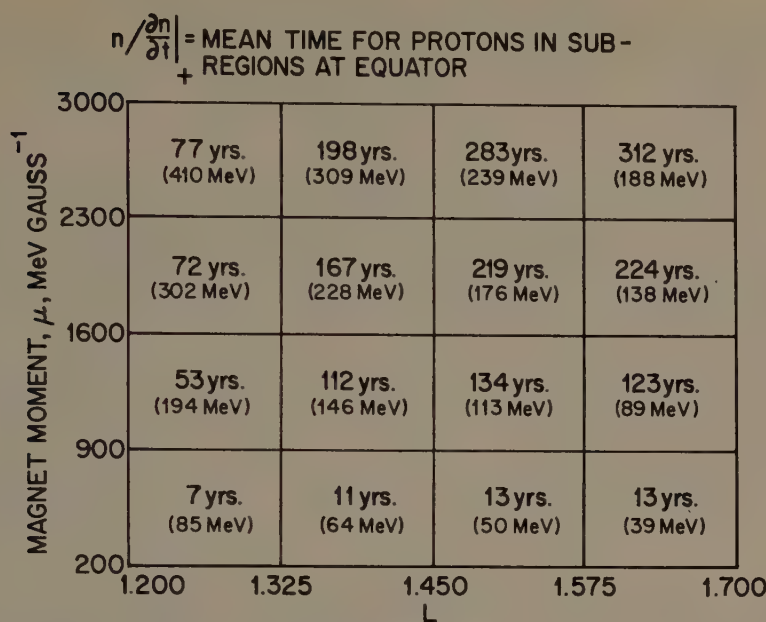 n/∂n/∂t|₊ = MEAN TIME FOR PROTONS IN SUB-
REGIONS AT EQUATOR
MAGNET MOMENT, μ, MeV GAUSS⁻¹
3000
77 yrs. 198 yrs. 283 yrs. 312 yrs.
(410 MeV) (309 MeV) (239 MeV) (188 MeV)
2300
72 yrs. 167 yrs. 219 yrs. 224 yrs.
(302 MeV) (228 MeV) (176 MeV) (138 MeV)
1600
53 yrs. 112 yrs. 134 yrs. 123 yrs.
(194 MeV) (146 MeV) (113 MeV) (89 MeV)
900
7 yrs. 11 yrs. 13 yrs. 13 yrs.
(85 MeV) (64 MeV) (50 MeV) (39 MeV)
200
1.200 1.325 1.450 1.575 1.700
L